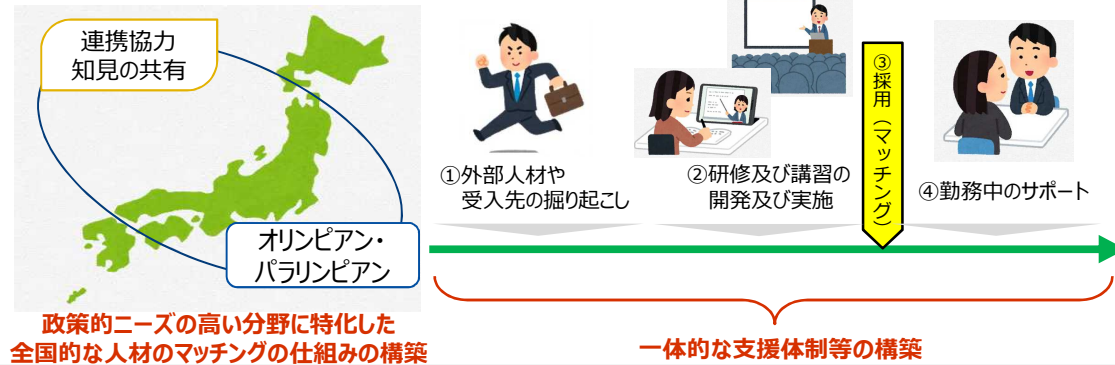 連携協力
知見の共有
オリンピアン・
パラリンピアン
政策的ニーズの高い分野に特化した
全国的な人材のマッチングの仕組みの構築
①外部人材や
受入先の掘り起こし
②研修及び講習の
開発及び実施
③採用（マッチング）
④勤務中のサポート
一体的な支援体制等の構築